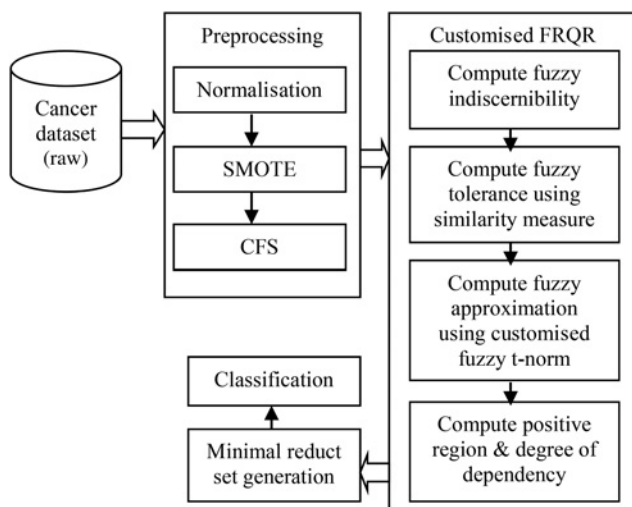 Cancer
dataset
(raw)
Preprocessing
Normalisation
SMOTE
CFS
Customised FRQR
Compute fuzzy
indiscernibility
Compute fuzzy
tolerance using
similarity measure
Compute fuzzy
approximation
using customised
fuzzy t-norm
Compute positive
region & degree of
dependency
Minimal reduct
set generation
Classification